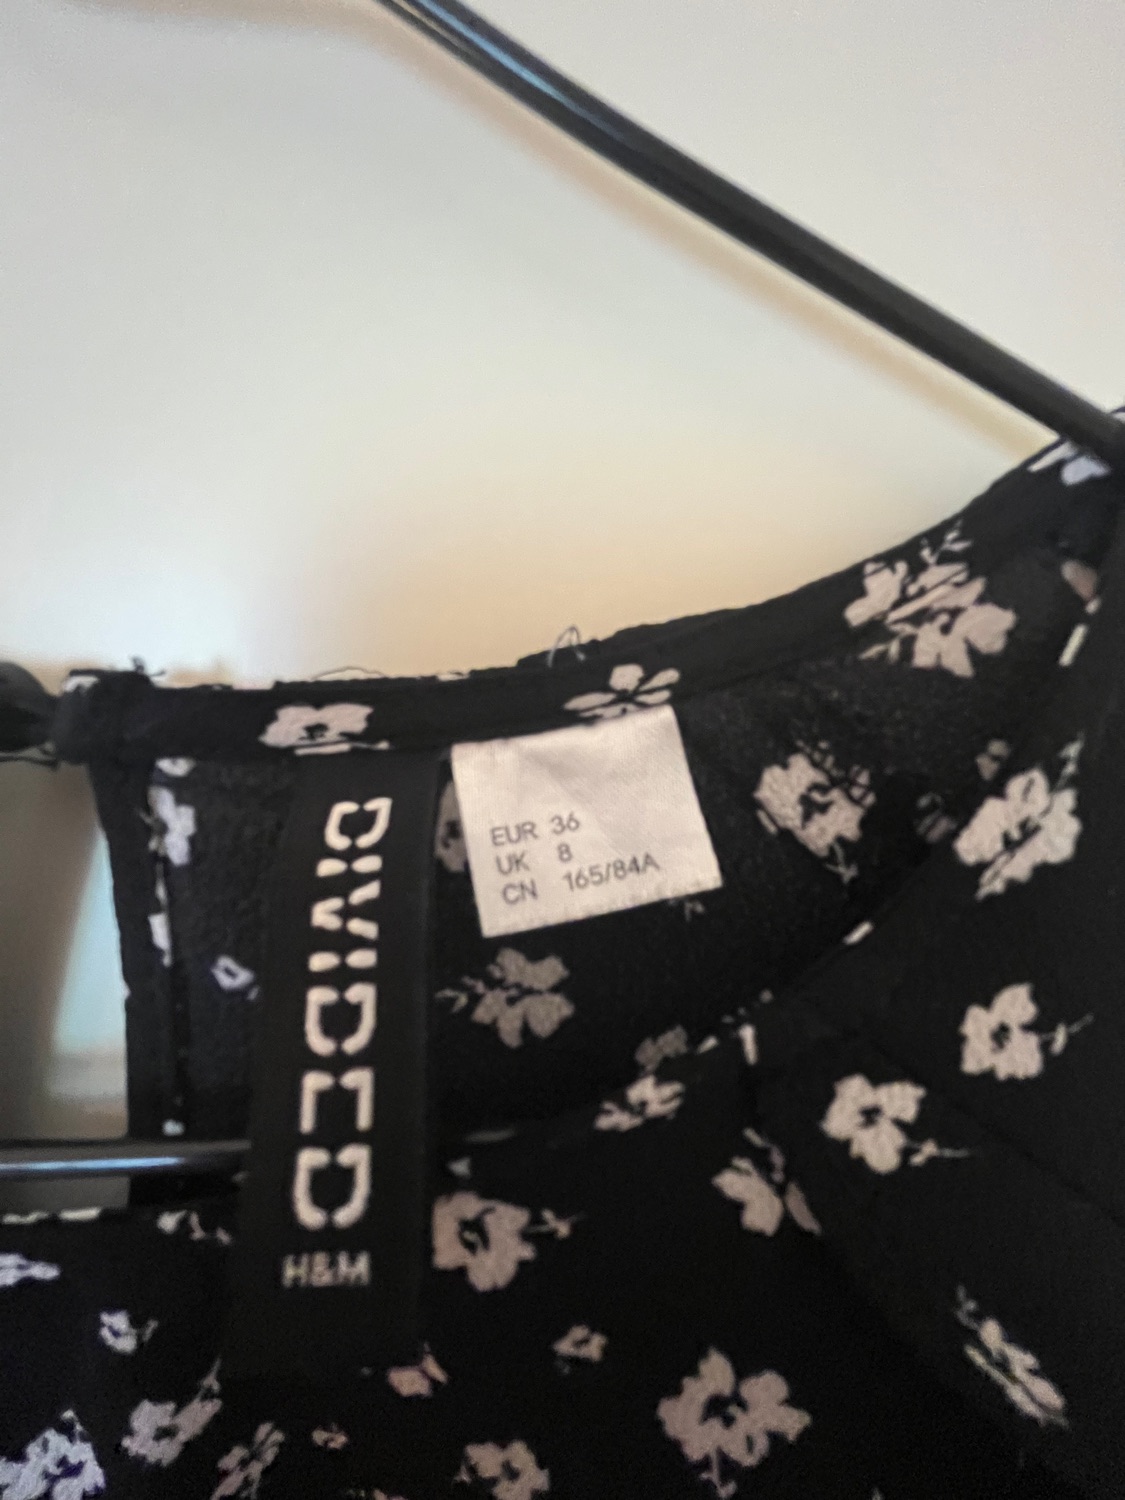 DIVIDED
H&M
EUR 36
UK 8
CN 165/84A